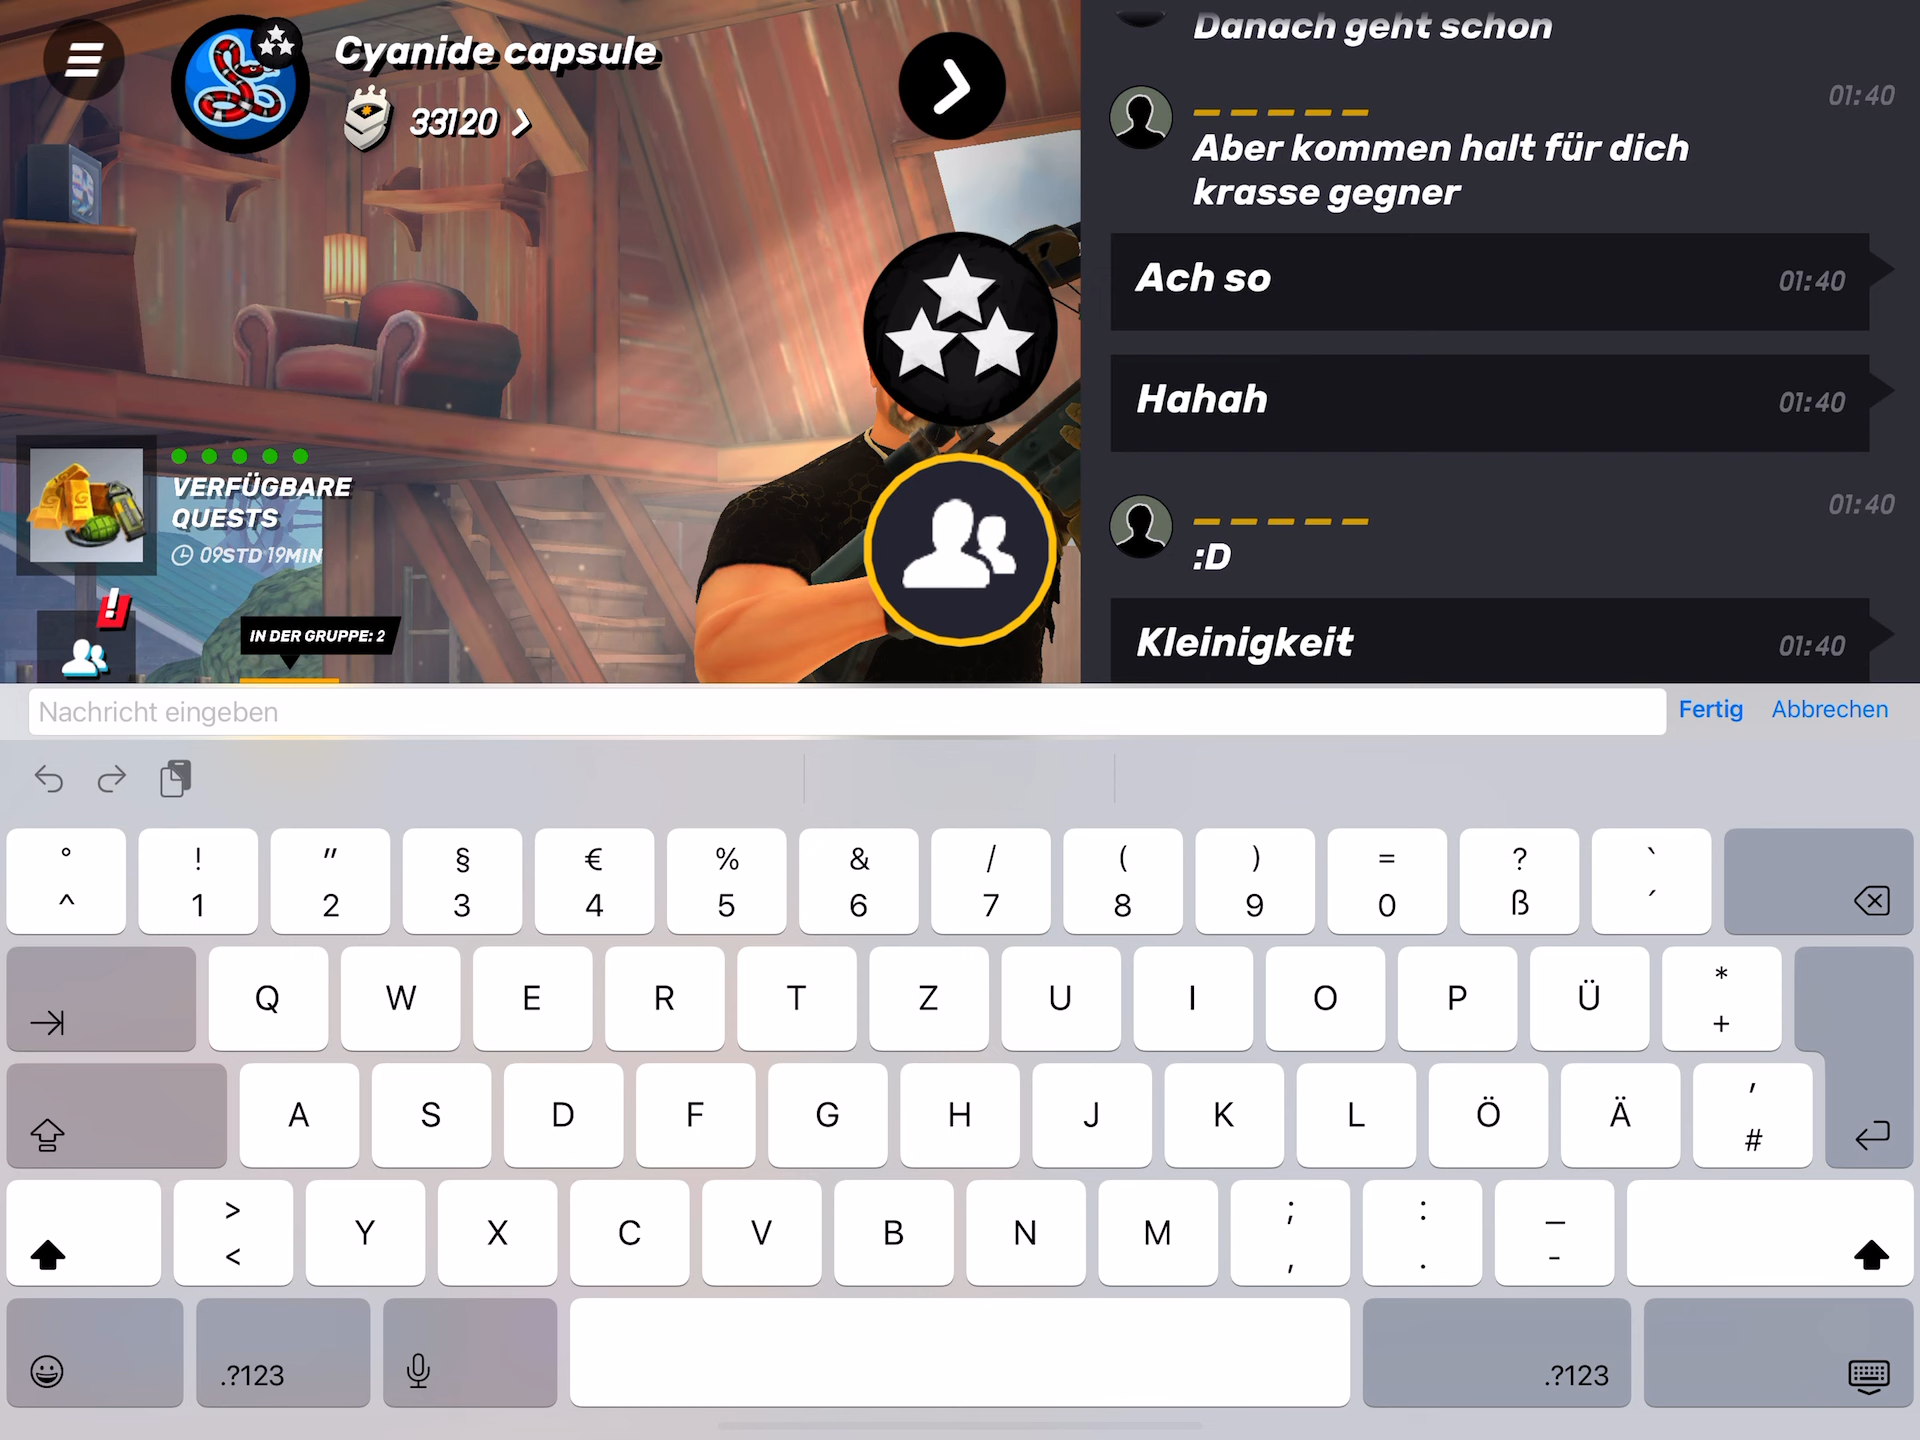 Cyanide capsule
33120
VERFÜGBARE
QUESTS
09STD 19MIN
!
IN DER GRUPPE: 2
Danach geht schon
01:40
_ _ _ _ _
Aber kommen halt für dich
krasse gegner
Ach so 01:40
Hahah 01:40
01:40
_ _ _ _ _
:D
Kleinigkeit 01:40
Nachricht eingeben Fertig Abbrechen
° ! " § € % & / ( ) = ? `
^ 1 2 3 4 5 6 7 8 9 0 ß ´
Q W E R T Z U I O P Ü * +
A S D F G H J K L Ö Ä ' #
> < Y X C V B N M ; , : . _ -
.?123 .?123